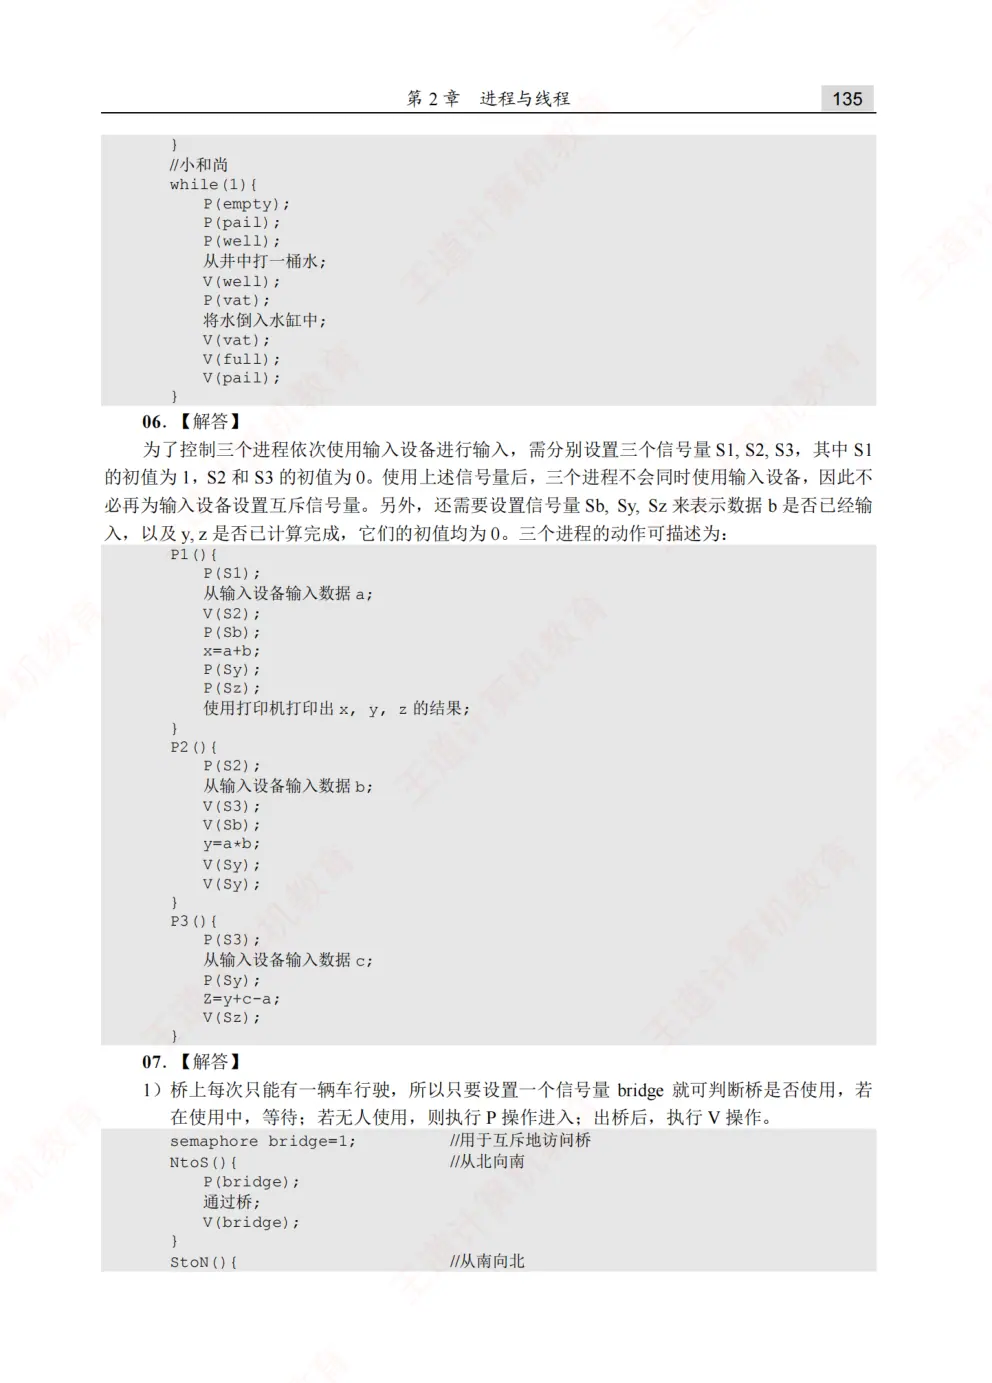 第 2 章 进程与线程 135
}
//小和尚
while(1){
P(empty);
P(pail);
P(well);
从井中打一桶水;
V(well);
P(vat);
将水倒入水缸中;
V(vat);
V(full);
V(pail);
}
06.【解答】
为了控制三个进程依次使用输入设备进行输入，需分别设置三个信号量 S1, S2, S3，其中 S1
的初值为 1，S2 和 S3 的初值为 0。使用上述信号量后，三个进程不会同时使用输入设备，因此不
必再为输入设备设置互斥信号量。另外，还需要设置信号量 Sb, Sy, Sz 来表示数据 b 是否已经输
入，以及 y, z 是否已计算完成，它们的初值均为 0。三个进程的动作可描述为：
P1(){
P(S1);
从输入设备输入数据 a;
V(S2);
P(Sb);
x=a+b;
P(Sy);
P(Sz);
使用打印机打印出 x, y, z 的结果;
}
P2(){
P(S2);
从输入设备输入数据 b;
V(S3);
V(Sb);
y=a*b;
V(Sy);
V(Sy);
}
P3(){
P(S3);
从输入设备输入数据 c;
P(Sy);
Z=y+c-a;
V(Sz);
}
07.【解答】
1）桥上每次只能有一辆车行驶，所以只要设置一个信号量 bridge 就可判断桥是否使用，若
在使用中，等待；若无人使用，则执行 P 操作进入；出桥后，执行 V 操作。
semaphore bridge=1; //用于互斥地访问桥
NtoS(){ //从北向南
P(bridge);
通过桥;
V(bridge);
}
StoN(){ //从南向北
王道计算机教育